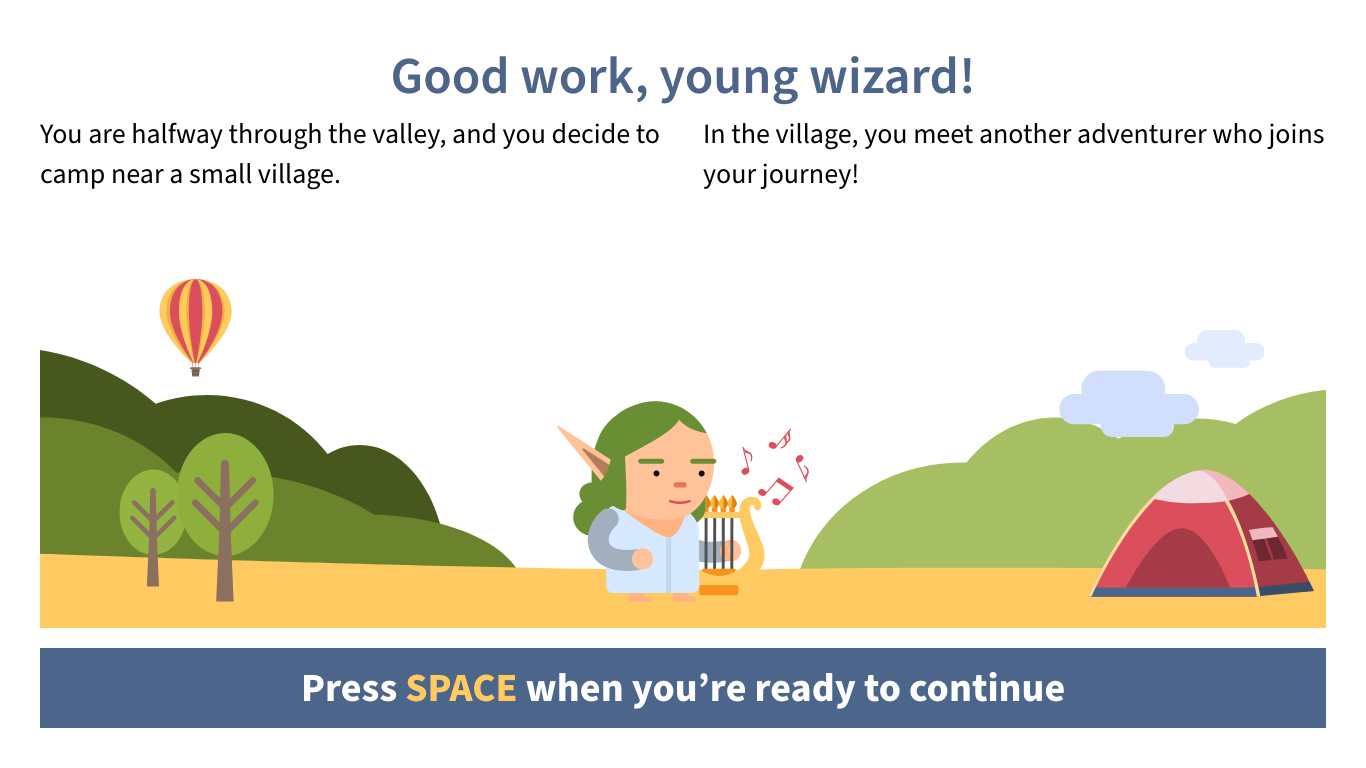 Good work, young wizard!
You are halfway through the valley, and you decide to
camp near a small village.
In the village, you meet another adventurer who joins
your journey!
Press SPACE when you’re ready to continue